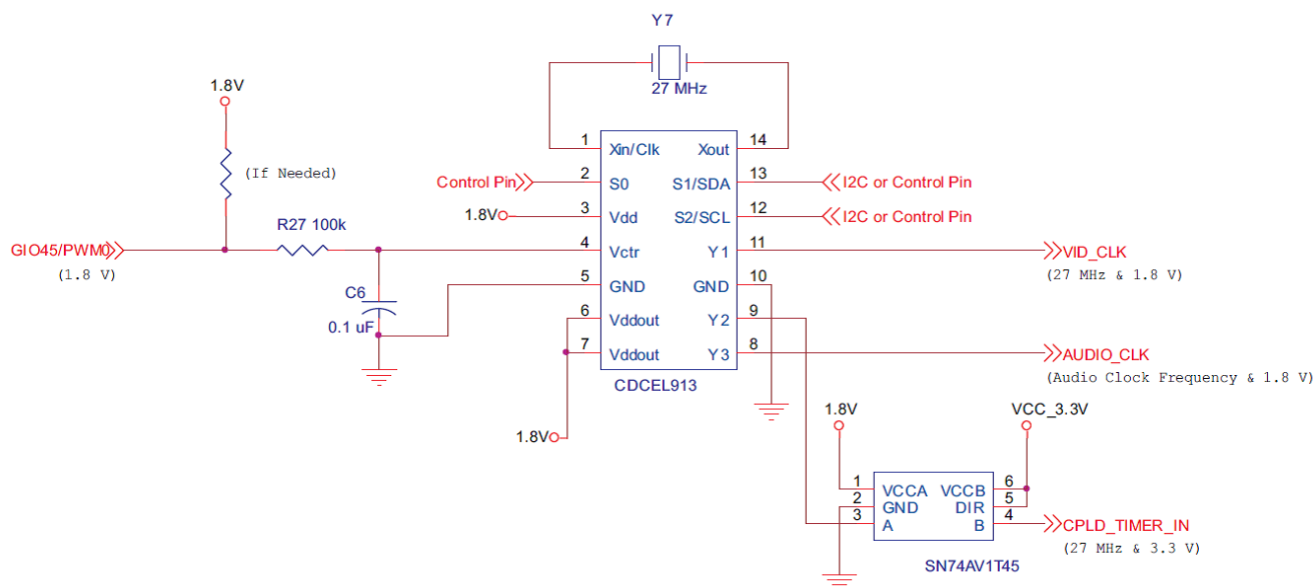 Y7
27 MHz
1.8V
(If Needed)
R27 100k
GIO45/PWM0
(1.8 V)
C6
0.1 uF
Control Pin
1.8V
1.8V
1 Xin/Clk Xout 14
2 S0 S1/SDA 13
3 Vdd S2/SCL 12
4 Vctr Y1 11
5 GND GND 10
6 Vddout Y2 9
7 Vddout Y3 8
CDCEL913
I2C or Control Pin
I2C or Control Pin
VID_CLK
(27 MHz & 1.8 V)
AUDIO_CLK
(Audio Clock Frequency & 1.8 V)
1.8V
VCC_3.3V
1 VCCA VCCB 6
2 GND DIR 5
3 A B 4
SN74AV1T45
CPLD_TIMER_IN
(27 MHz & 3.3 V)